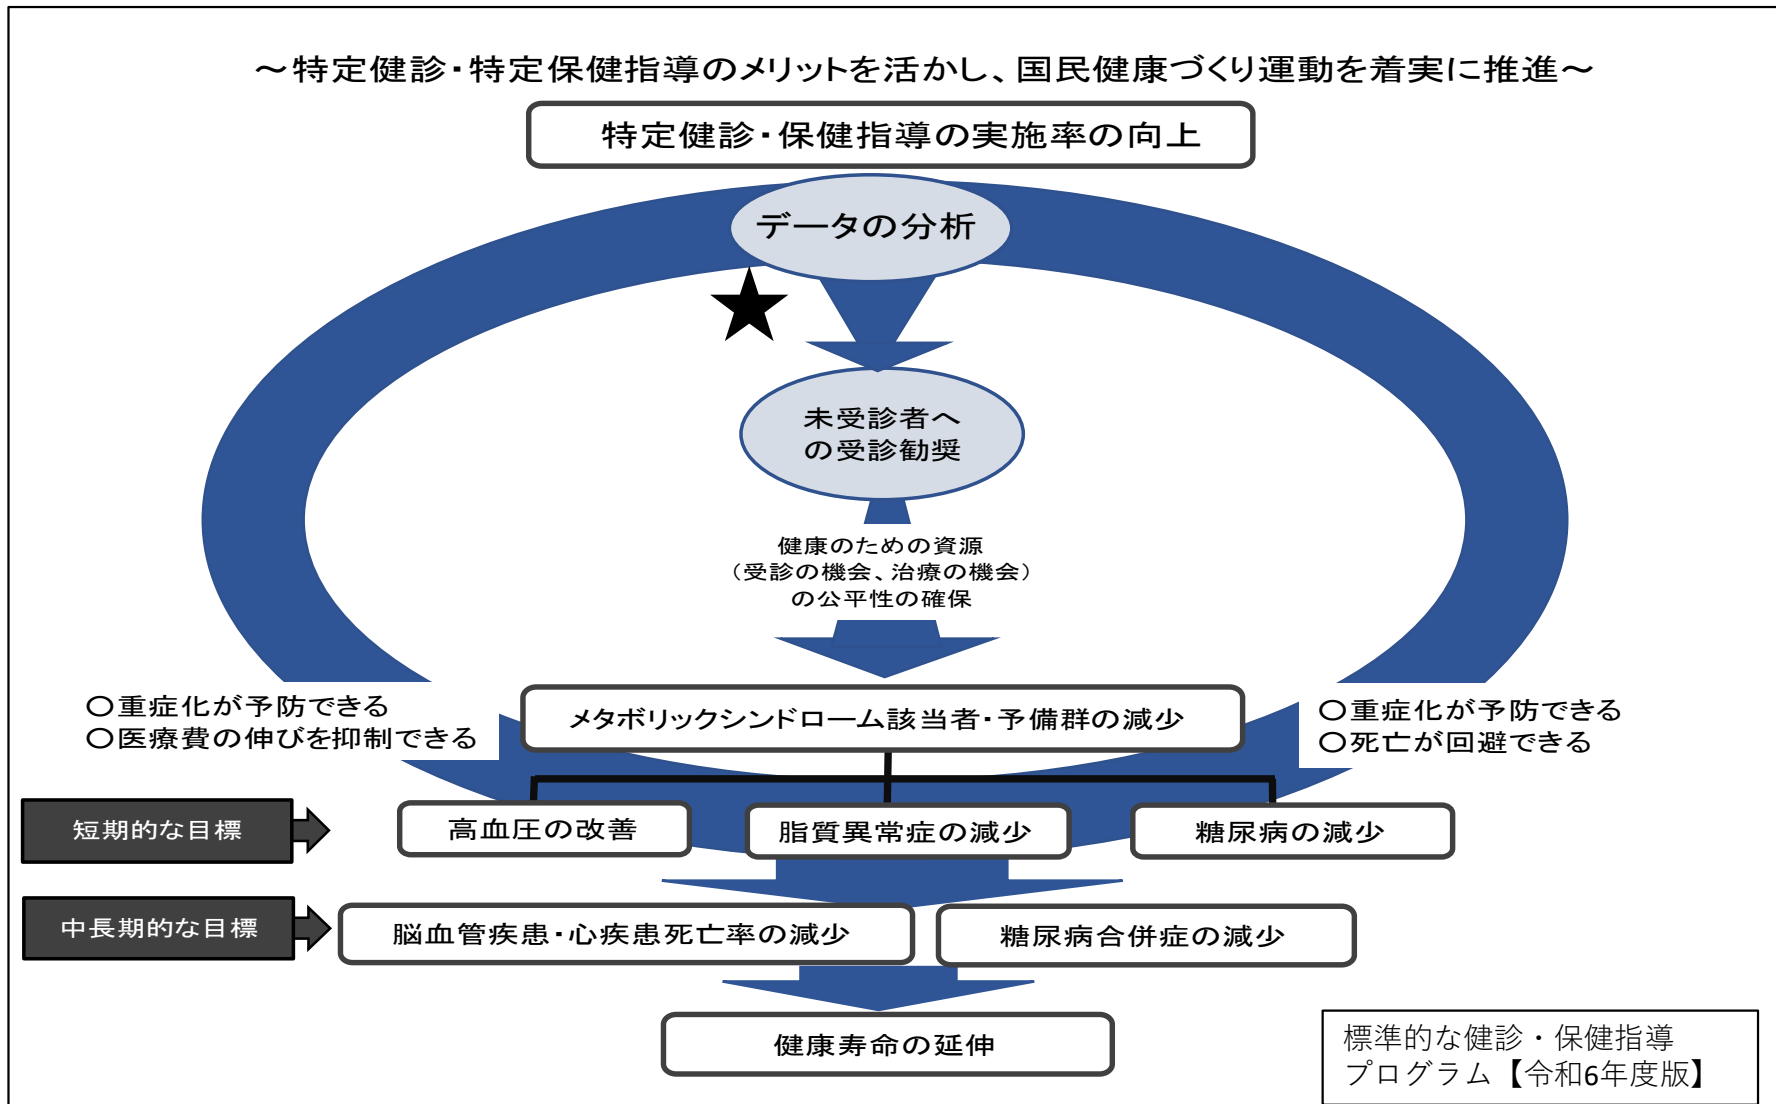 ～特定健診・特定保健指導のメリットを活かし、国民健康づくり運動を着実に推進～
特定健診・保健指導の実施率の向上
データの分析
未受診者へ
の受診勧奨
健康のための資源
（受診の機会、治療の機会）
の公平性の確保
○重症化が予防できる
○医療費の伸びを抑制できる
メタボリックシンドローム該当者・予備群の減少
○重症化が予防できる
○死亡が回避できる
短期的な目標
高血圧の改善
脂質異常症の減少
糖尿病の減少
中長期的な目標
脳血管疾患・心疾患死亡率の減少
糖尿病合併症の減少
健康寿命の延伸
標準的な健診・保健指導
プログラム【令和6年度版】